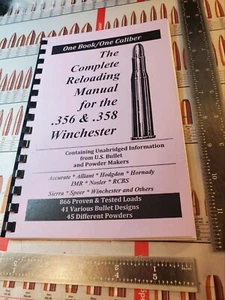 One Book/One Caliber
The
Complete
Reloading
Manual
for the
.356 & .358
Winchester
Containing Unabridged Information
from U.S. Bullet
and Powder Makers
Accurate * Alliant * Hodgdon * Hornady
IMR * Nosler * RCBS
Sierra * Speer * Winchester and Others
866 Proven & Tested Loads
41 Various Bullet Designs
45 Different Powders